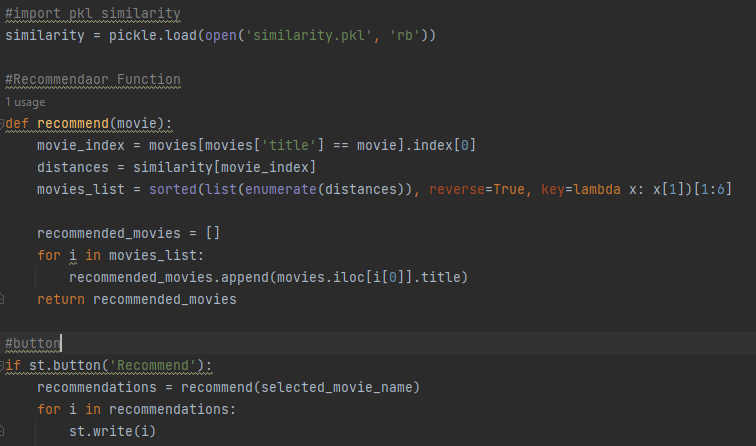 #import pkl similarity
similarity = pickle.load(open('similarity.pkl', 'rb'))
#Recommendaor Function
1 usage
def recommend(movie):
movie_index = movies[movies['title'] == movie].index[0]
distances = similarity[movie_index]
movies_list = sorted(list(enumerate(distances)), reverse=True, key=lambda x: x[1])[1:6]
recommended_movies = []
for i in movies_list:
recommended_movies.append(movies.iloc[i[0]].title)
return recommended_movies
#button
if st.button('Recommend'):
recommendations = recommend(selected_movie_name)
for i in recommendations:
st.write(i)